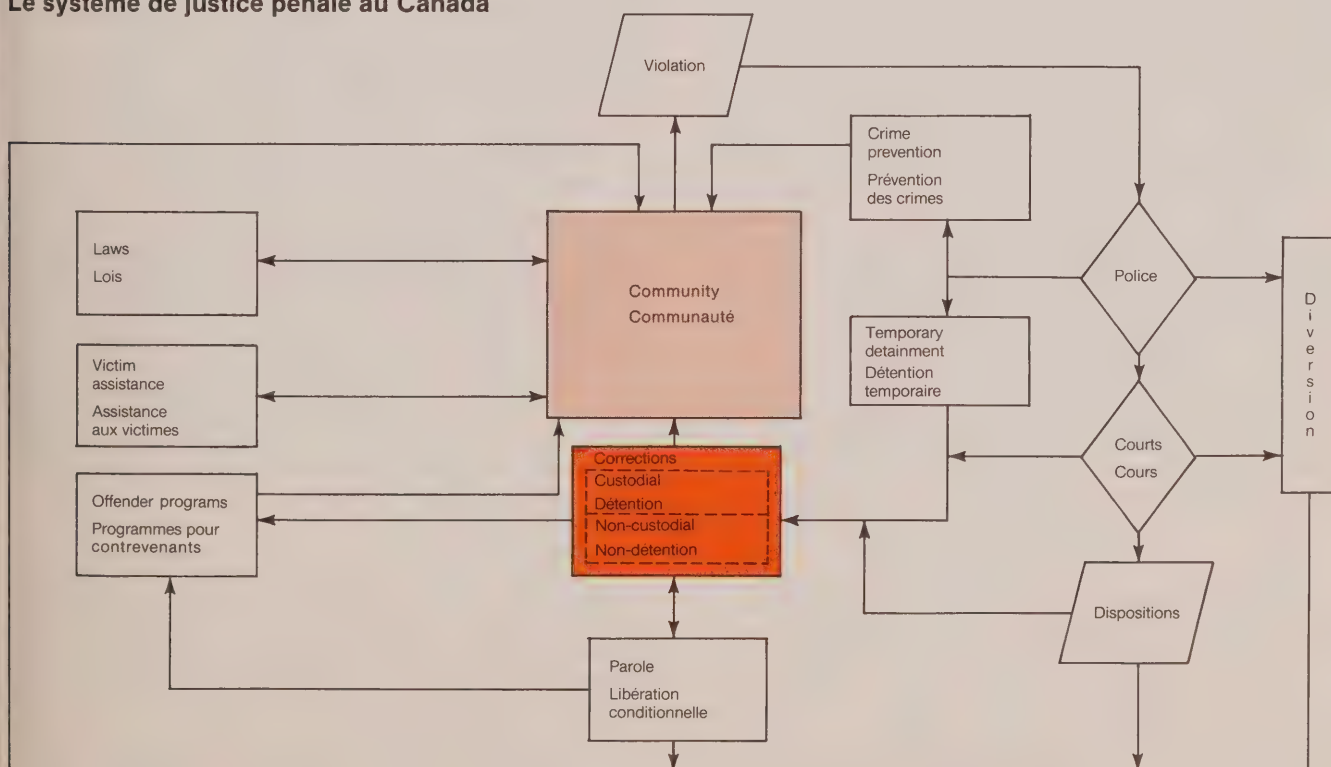 Le système de justice pénale au Canada
Violation
Crime
prevention
Prévention
des crimes
Laws
Lois
Community
Communauté
Police
Diversion
Temporary
detainment
Détention
temporaire
Victim
assistance
Assistance
aux victimes
Courts
Cours
Corrections
Custodial
Détention
Non-custodial
Non-détention
Offender programs
Programmes pour
contrevenants
Dispositions
Parole
Libération
conditionnelle